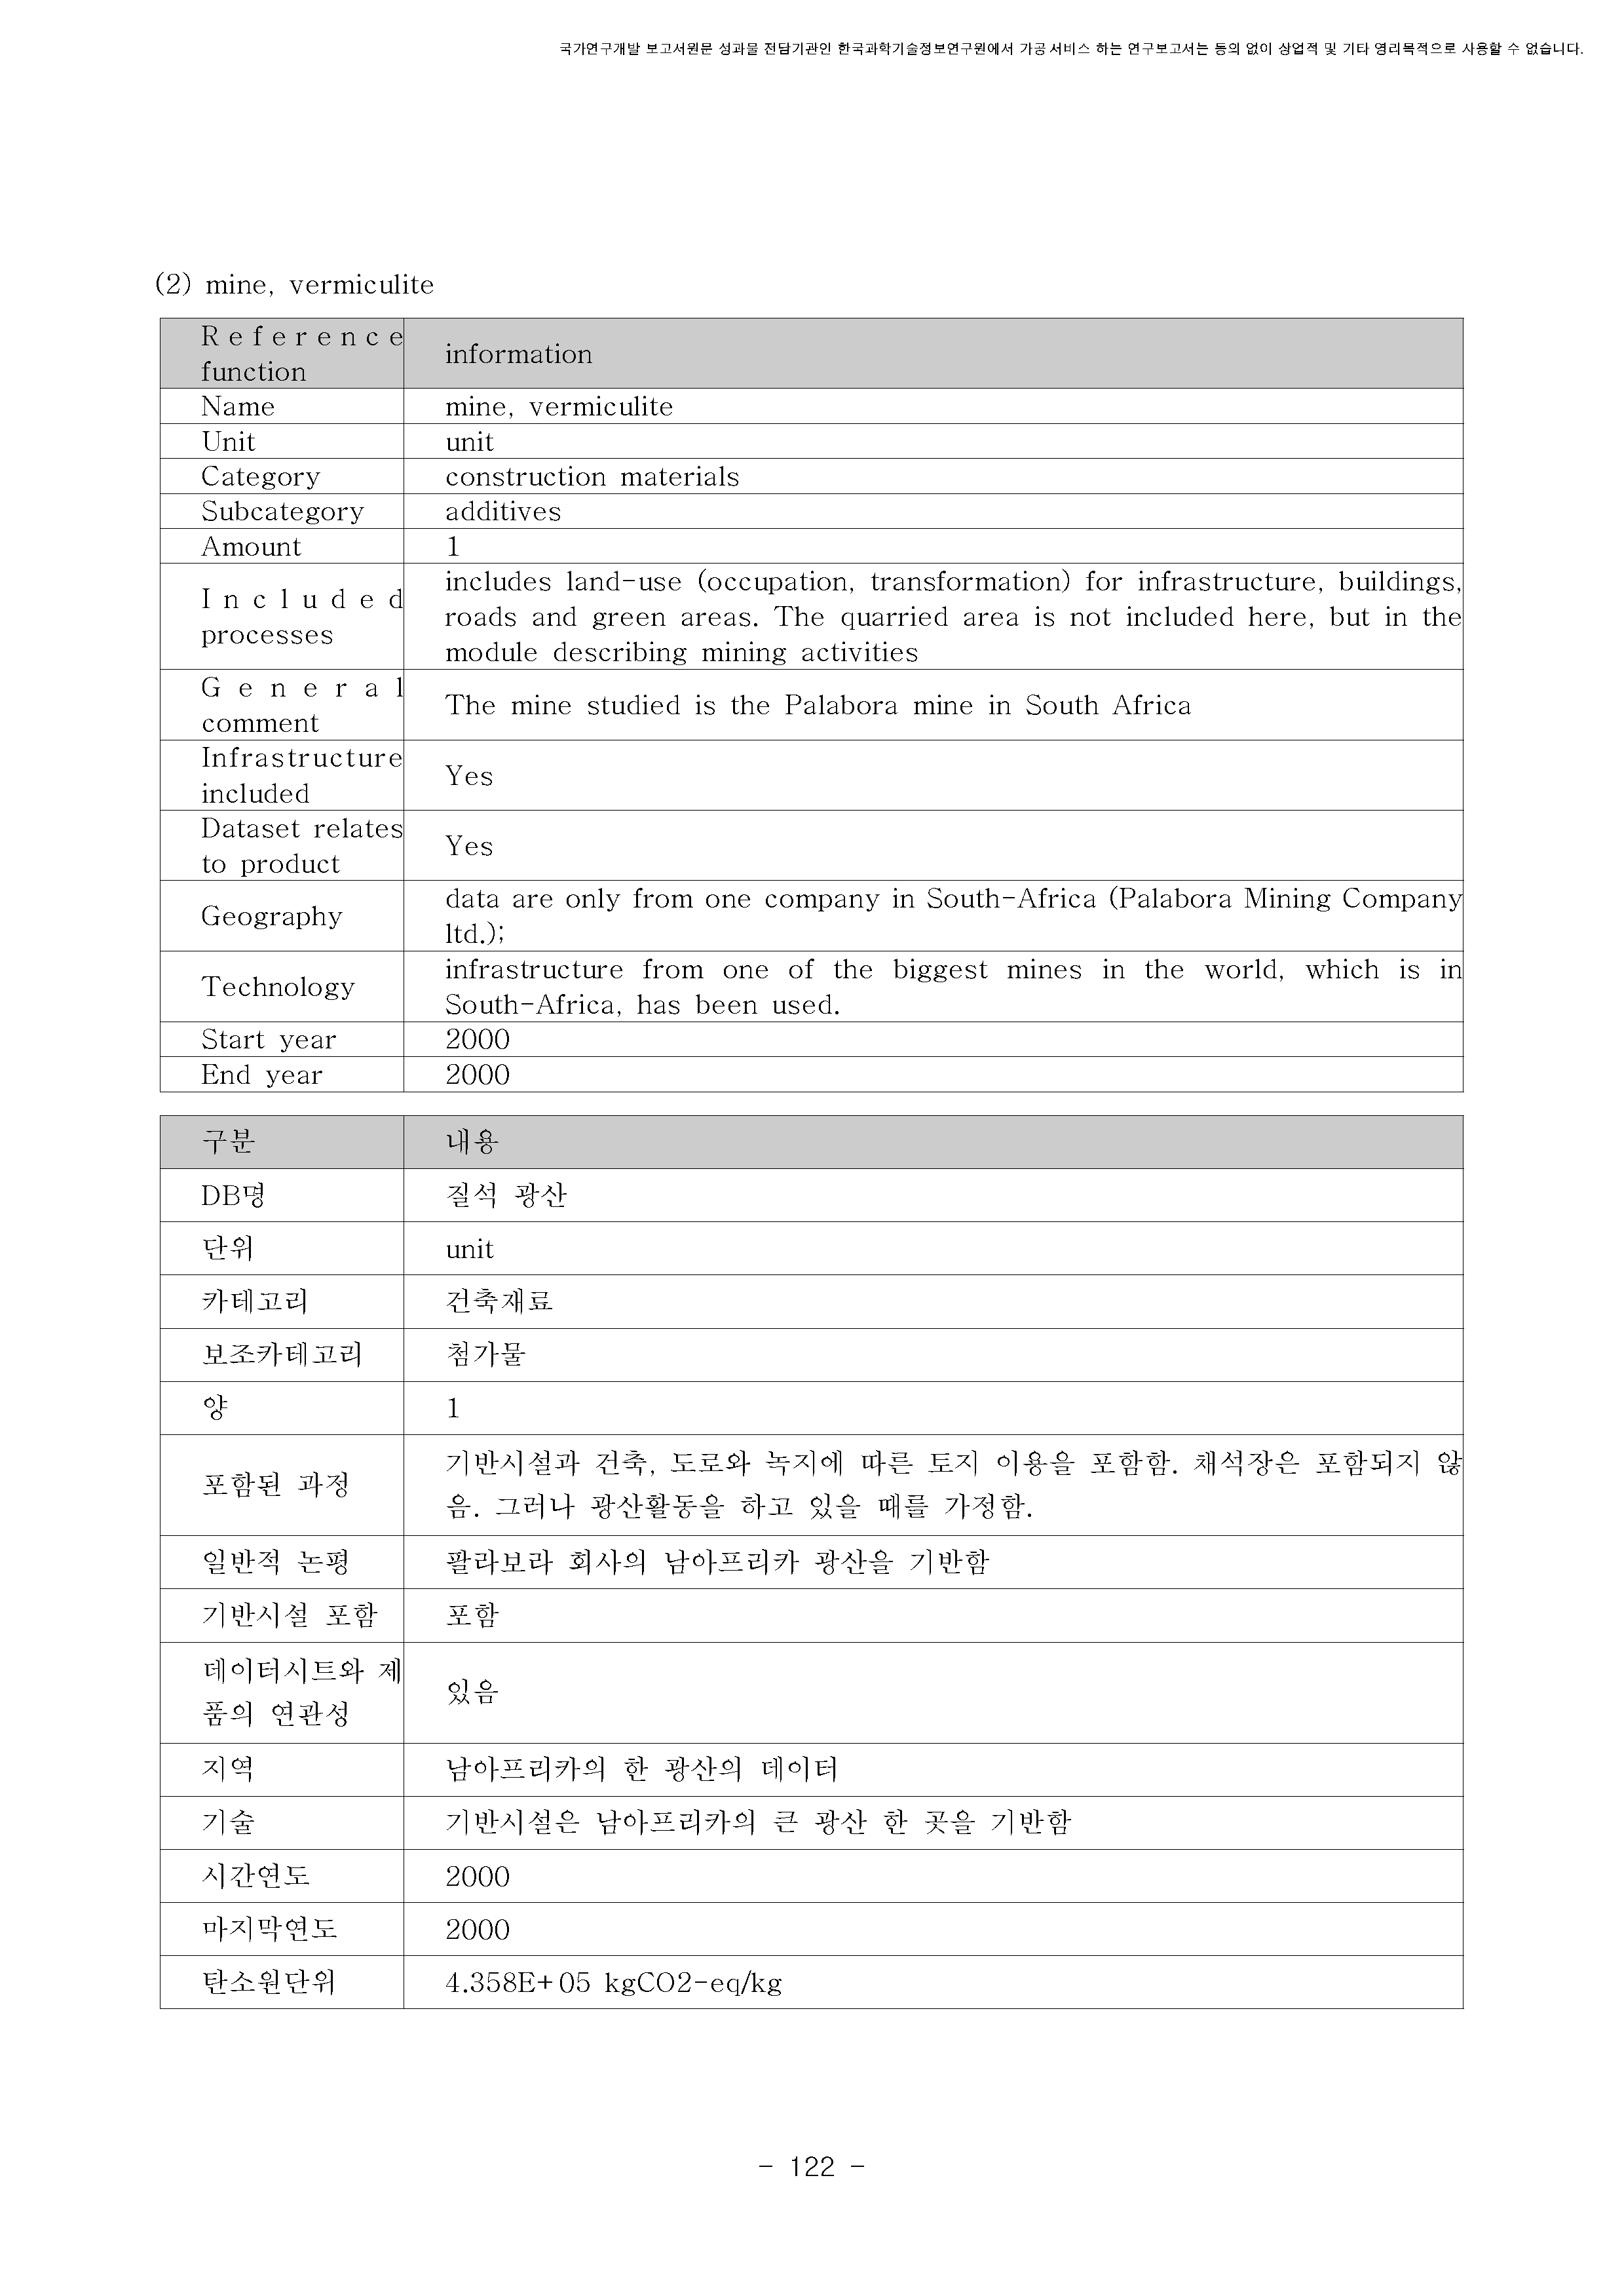 국가연구개발 보고서원문 성과물 전담기관인 한국과학기술정보연구원에서 가공·서비스 하는 연구보고서는 동의 없이 상업적 및 기타 영리목적으로 사용할 수 없습니다.
(2) mine, vermiculite
Reference
function
information
Name
mine, vermiculite
Unit
unit
Category
construction materials
Subcategory
additives
Amount
1
Included
processes
includes land-use (occupation, transformation) for infrastructure, buildings,
roads and green areas. The quarried area is not included here, but in the
module describing mining activities
General
comment
The mine studied is the Palabora mine in South Africa
Infrastructure
included
Yes
Dataset relates
to product
Yes
Geography
data are only from one company in South-Africa (Palabora Mining Company
ltd.);
Technology
infrastructure from one of the biggest mines in the world, which is in
South-Africa, has been used.
Start year
2000
End year
2000
구분
내용
DB명
질석 광산
단위
unit
카테고리
건축재료
보조카테고리
첨가물
양
1
포함된 과정
기반시설과 건축, 도로와 녹지에 따른 토지 이용을 포함함. 채석장은 포함되지 않
음. 그러나 광산활동을 하고 있을 때를 가정함.
일반적 논평
팔라보라 회사의 남아프리카 광산을 기반함
기반시설 포함
포함
데이터시트와 제
품의 연관성
있음
지역
남아프리카의 한 광산의 데이터
기술
기반시설은 남아프리카의 큰 광산 한 곳을 기반함
시간연도
2000
마지막연도
2000
탄소원단위
4.358E+05 kgCO2-eq/kg
- 122 -